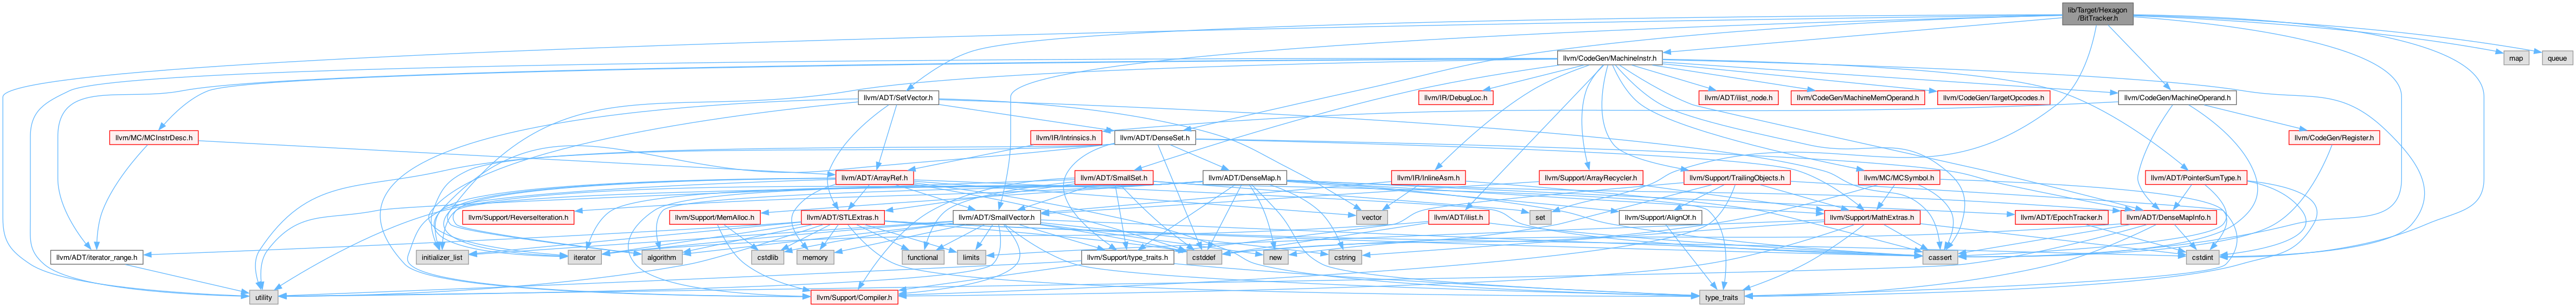 lib/Target/Hexagon
/BitTracker.h
llvm/CodeGen/MachineInstr.h
map
queue
llvm/ADT/SetVector.h
llvm/IR/DebugLoc.h
llvm/ADT/ilist_node.h
llvm/CodeGen/MachineMemOperand.h
llvm/CodeGen/TargetOpcodes.h
llvm/CodeGen/MachineOperand.h
llvm/MC/MCInstrDesc.h
llvm/IR/Intrinsics.h
llvm/ADT/DenseSet.h
llvm/CodeGen/Register.h
llvm/ADT/ArrayRef.h
llvm/ADT/SmallSet.h
llvm/ADT/DenseMap.h
llvm/IR/InlineAsm.h
llvm/Support/ArrayRecycler.h
llvm/Support/TrailingObjects.h
llvm/MC/MCSymbol.h
llvm/ADT/PointerSumType.h
llvm/Support/ReverseIteration.h
llvm/Support/MemAlloc.h
llvm/ADT/STLExtras.h
llvm/ADT/SmallVector.h
vector
llvm/ADT/ilist.h
set
llvm/Support/AlignOf.h
llvm/Support/MathExtras.h
llvm/ADT/EpochTracker.h
llvm/ADT/DenseMapInfo.h
llvm/ADT/iterator_range.h
initializer_list
iterator
algorithm
cstdlib
memory
functional
limits
llvm/Support/type_traits.h
cstddef
new
cstring
cassert
cstdint
utility
llvm/Support/Compiler.h
type_traits